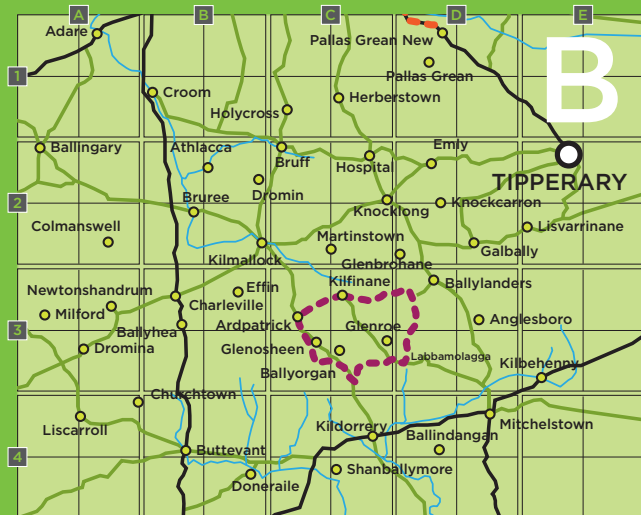 A B C D E
Adare
Pallas Grean New
B
1
Pallas Grean
Croom
Herberstown
Holycross
Ballingary
Athlacca
Emly
Bruff
Hospital
TIPPERARY
Dromin
2
Bruree
Knocklong
Knockcarron
Colmanswell
Martinstown
Lisvarrinane
Kilmallock
Glenbrohane
Galbally
Newtonshandrum
Effin
Kilfinane
Ballylanders
Charleville
Milford
Ardpatrick
Glenroe
Anglesboro
3
Ballyhea
Dromina
Glenosheen
Labbamolagga
Kilbehenny
Ballyorgan
Churchtown
Liscarroll
Kildorrery
Ballindangan
Mitchelstown
4
Buttevant
Shanballymore
Doneraile